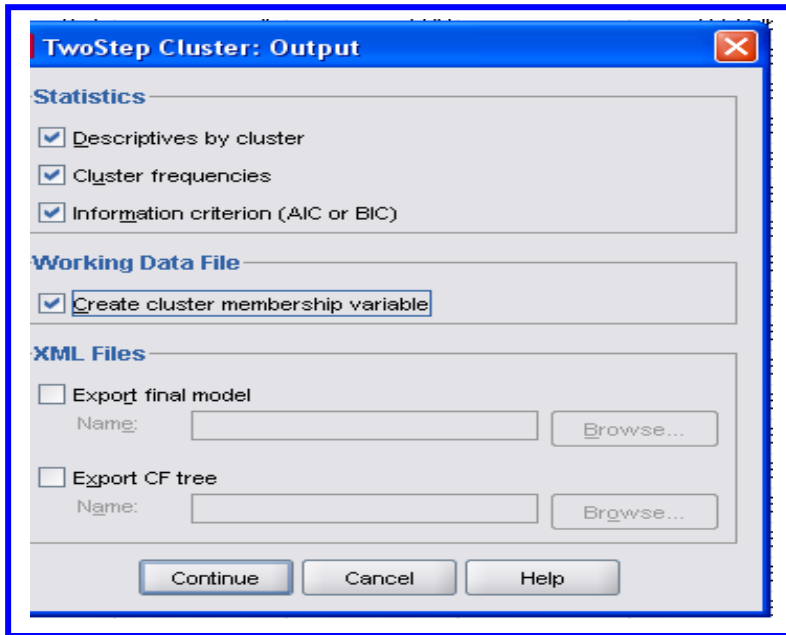 TwoStep Cluster: Output
Statistics
Descriptives by cluster
Cluster frequencies
Information criterion (AIC or BIC)
Working Data File
Create cluster membership variable
XML Files
Export final model
Name:
Browse...
Export CF tree
Name:
Browse...
Continue Cancel Help